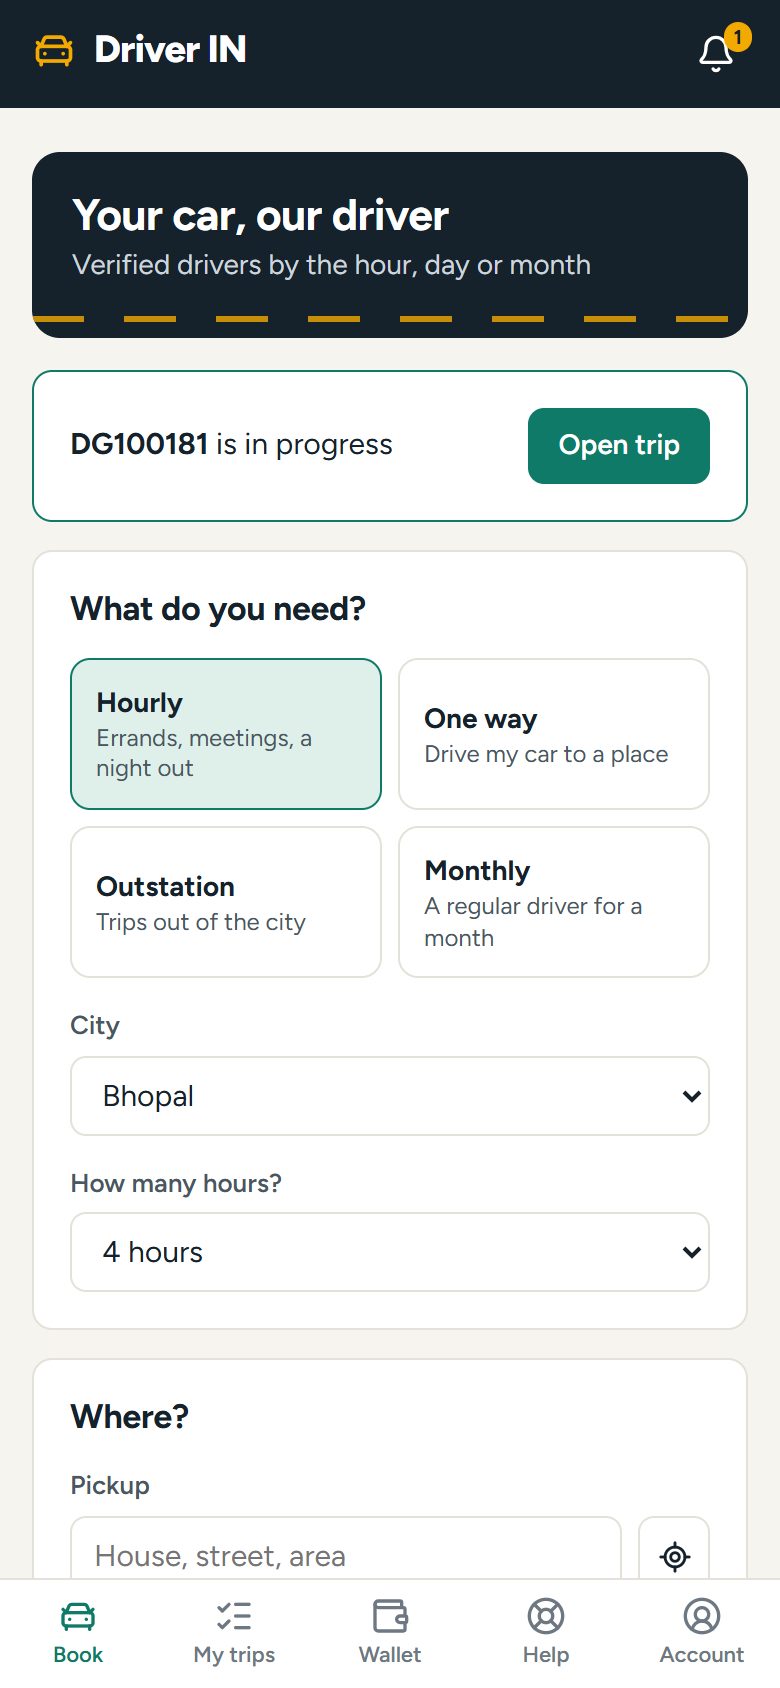 Driver IN
1
Your car, our driver
Verified drivers by the hour, day or month
DG100181 is in progress
Open trip
What do you need?
Hourly
Errands, meetings, a
night out
One way
Drive my car to a place
Outstation
Trips out of the city
Monthly
A regular driver for a
month
City
Bhopal
How many hours?
4 hours
Where?
Pickup
House, street, area
Book
My trips
Wallet
Help
Account